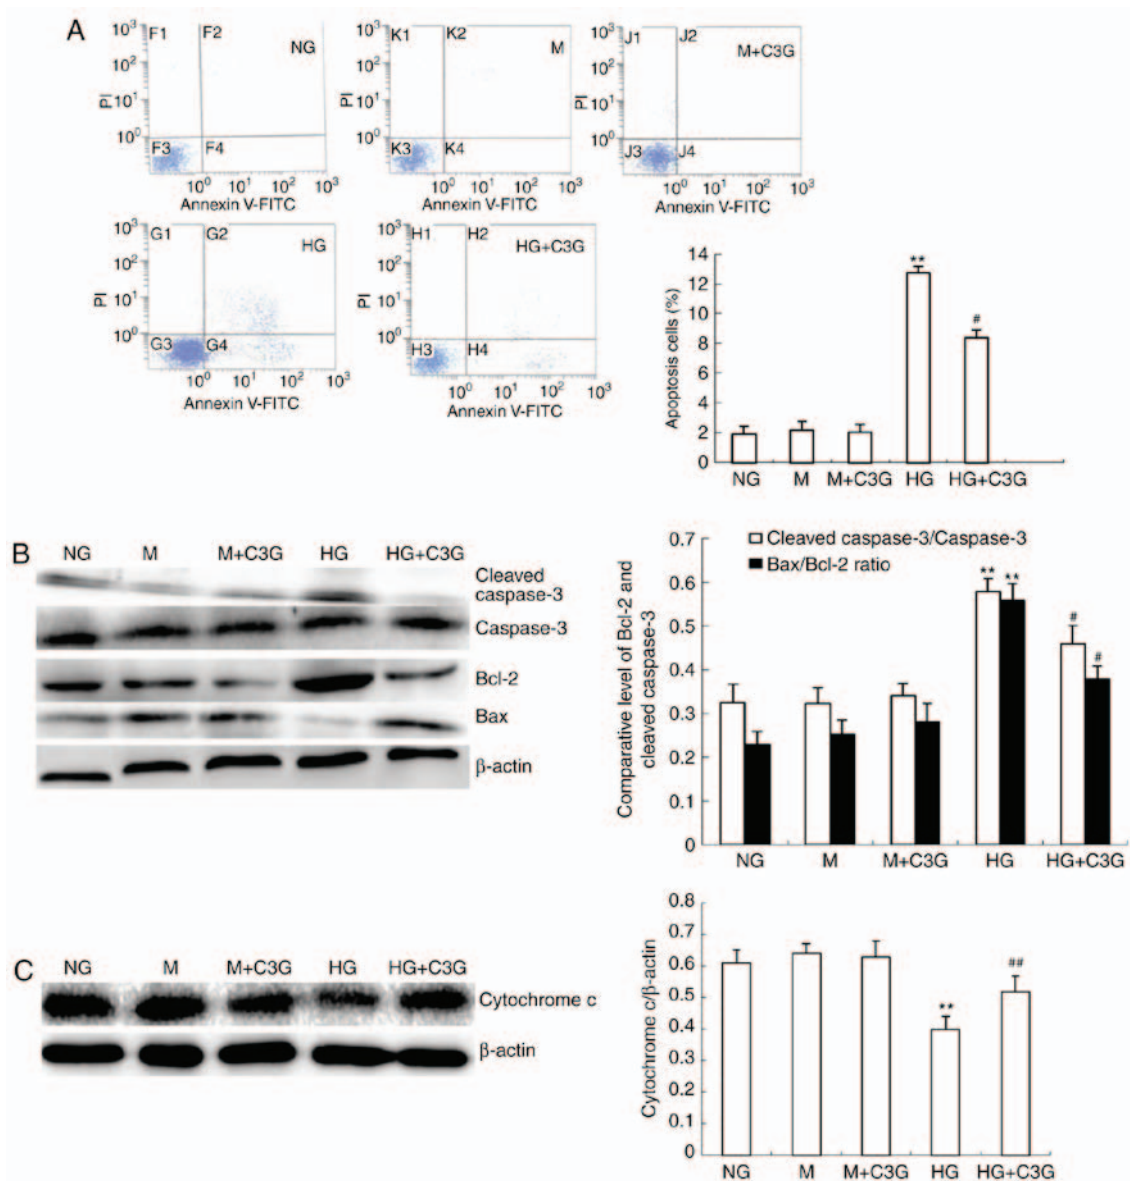 A
F1 F2 NG
10³
10²
10¹
10⁰
PI
F3 F4
10⁰ 10¹ 10² 10³
Annexin V-FITC
K1 K2 M
10³
10²
10¹
10⁰
PI
K3 K4
10⁰ 10¹ 10² 10³
Annexin V-FITC
J1 J2 M+C3G
10³
10²
10¹
10⁰
PI
J3 J4
10⁰ 10¹ 10² 10³
Annexin V-FITC
G1 G2 HG
10³
10²
10¹
10⁰
PI
G3 G4
10⁰ 10¹ 10² 10³
Annexin V-FITC
H1 H2 HG+C3G
10³
10²
10¹
10⁰
PI
H3 H4
10⁰ 10¹ 10² 10³
Annexin V-FITC
Apoptosis cells (%)
14
12
10
8
6
4
2
0
**
#
NG M M+C3G HG HG+C3G
B
NG M M+C3G HG HG+C3G
Cleaved
caspase-3
Caspase-3
Bcl-2
Bax
β-actin
Cleaved caspase-3/Caspase-3
Bax/Bcl-2 ratio
Comparative level of Bcl-2 and
cleaved caspase-3
0.7
0.6
0.5
0.4
0.3
0.2
0.1
0
** **
#
#
NG M M+C3G HG HG+C3G
C
NG M M+C3G HG HG+C3G
Cytochrome c
β-actin
Cytochrome c/β-actin
0.8
0.7
0.6
0.5
0.4
0.3
0.2
0.1
0
**
##
NG M M+C3G HG HG+C3G